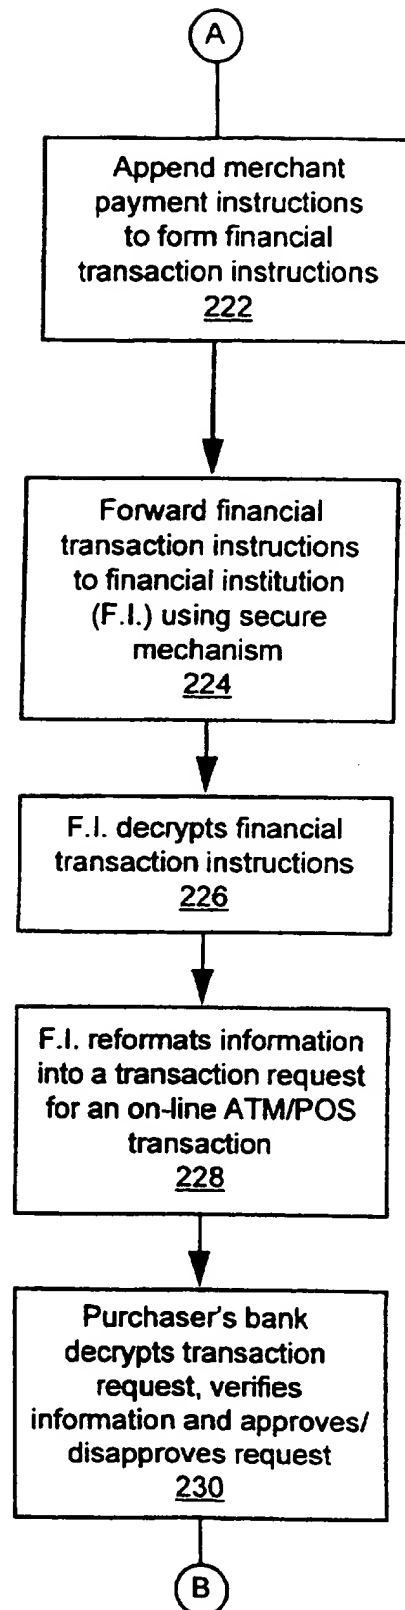 A
Append merchant
payment instructions
to form financial
transaction instructions
222
Forward financial
transaction instructions
to financial institution
(F.I.) using secure
mechanism
224
F.I. decrypts financial
transaction instructions
226
F.I. reformats information
into a transaction request
for an on-line ATM/POS
transaction
228
Purchaser's bank
decrypts transaction
request, verifies
information and approves/
disapproves request
230
B